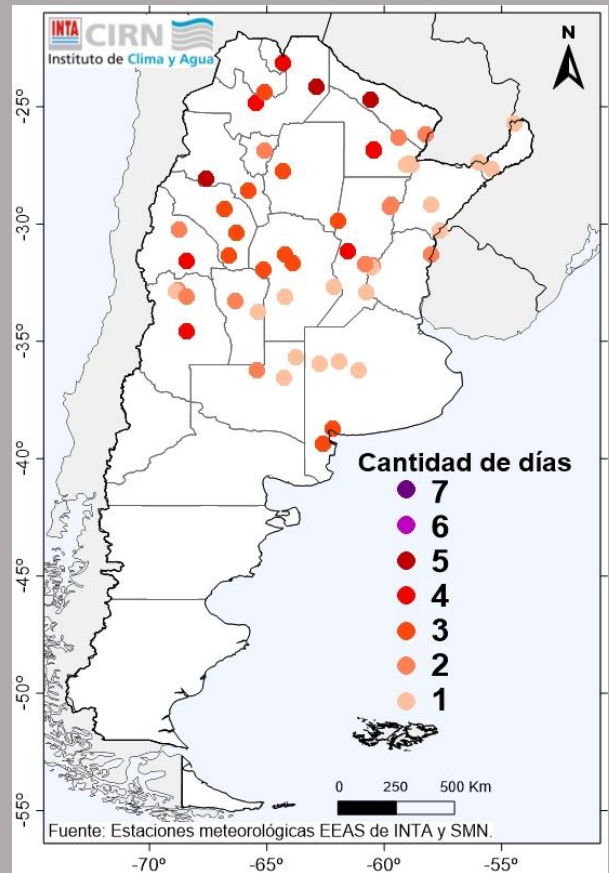 INTA CIRN
Instituto de Clima y Agua
N
-25°
-30°
-35°
-40°
-45°
-50°
-55°
Cantidad de días
7
6
5
4
3
2
1
0 250 500 Km
Fuente: Estaciones meteorológicas EEAS de INTA y SMN.
-70° -65° -60° -55°